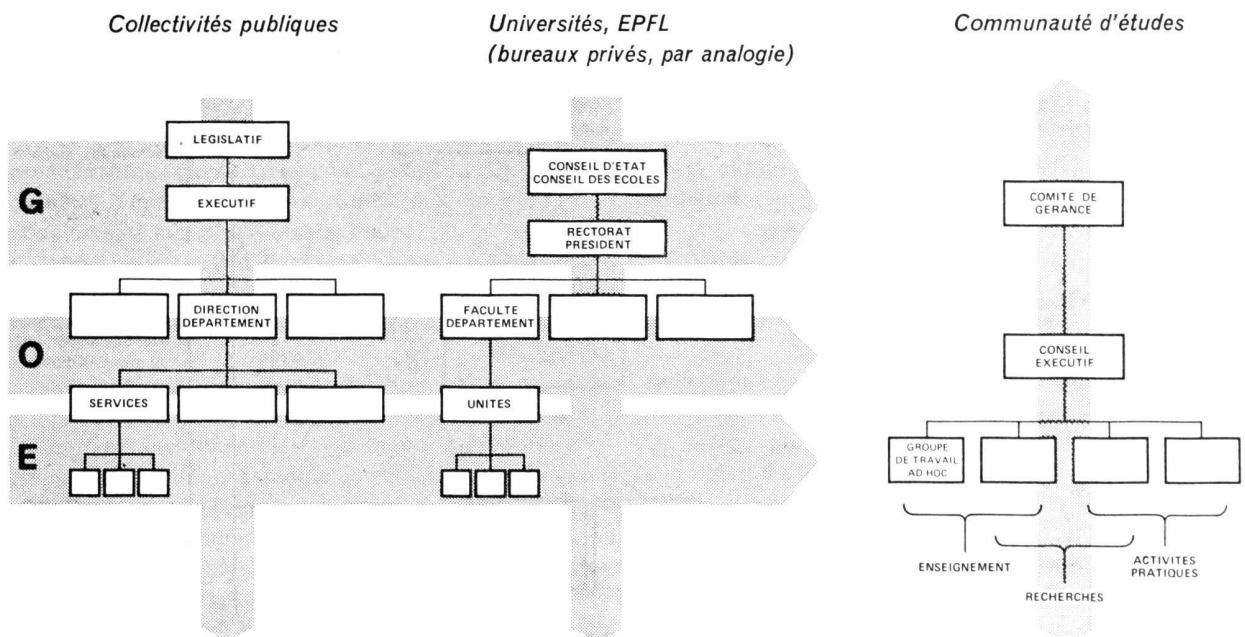 Collectivités publiques
Universités, EPFL
(bureaux privés, par analogie)
Communauté d'études
G
O
E
LEGISLATIF
EXECUTIF
DIRECTION
DEPARTEMENT
SERVICES
CONSEIL D'ETAT
CONSEIL DES ECOLES
RECTORAT
PRESIDENT
FACULTE
DEPARTEMENT
UNITES
COMITE DE
GERANCE
CONSEIL
EXECUTIF
GROUPE
DE TRAVAIL
AD HOC
ENSEIGNEMENT
RECHERCHES
ACTIVITES
PRATIQUES